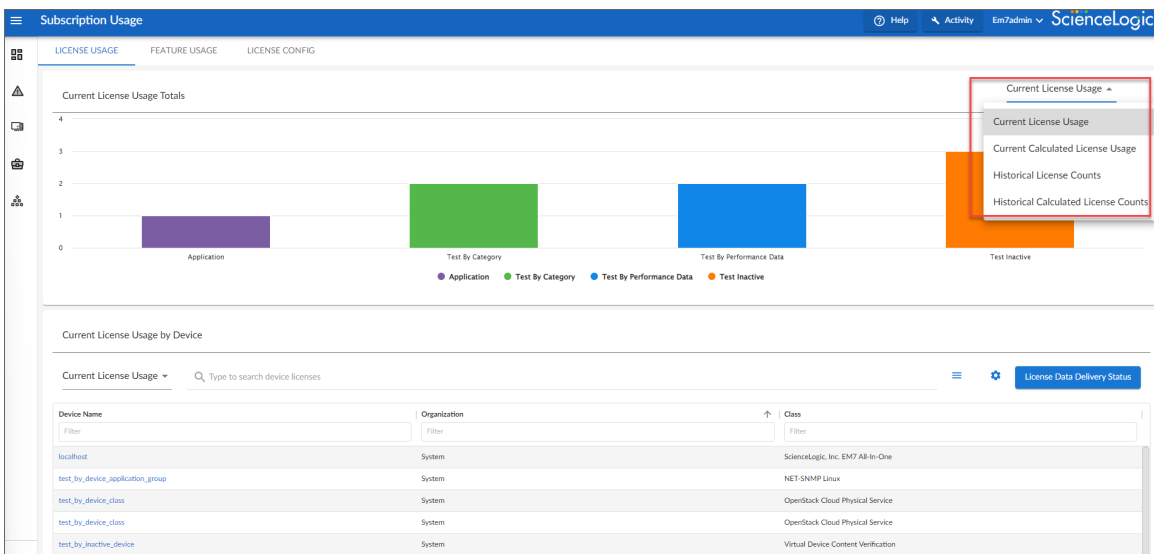 Subscription Usage
Help
Activity
Em7admin
ScienceLogic
LICENSE USAGE
FEATURE USAGE
LICENSE CONFIG
Current License Usage Totals
Current License Usage
Current License Usage
Current Calculated License Usage
Historical License Counts
Historical Calculated License Counts
4
3
2
1
0
Application
Test By Category
Test By Performance Data
Test Inactive
Application
Test By Category
Test By Performance Data
Test Inactive
Current License Usage by Device
Current License Usage
Type to search device licenses
License Data Delivery Status
Device Name
Organization
Class
Filter
Filter
Filter
localhost
System
ScienceLogic, Inc. EM7 All-In-One
test_by_device_application_group
System
NET-SNMP Linux
test_by_device_class
System
OpenStack Cloud Physical Service
test_by_device_class
System
OpenStack Cloud Physical Service
test_by_inactive_device
System
Virtual Device Content Verification